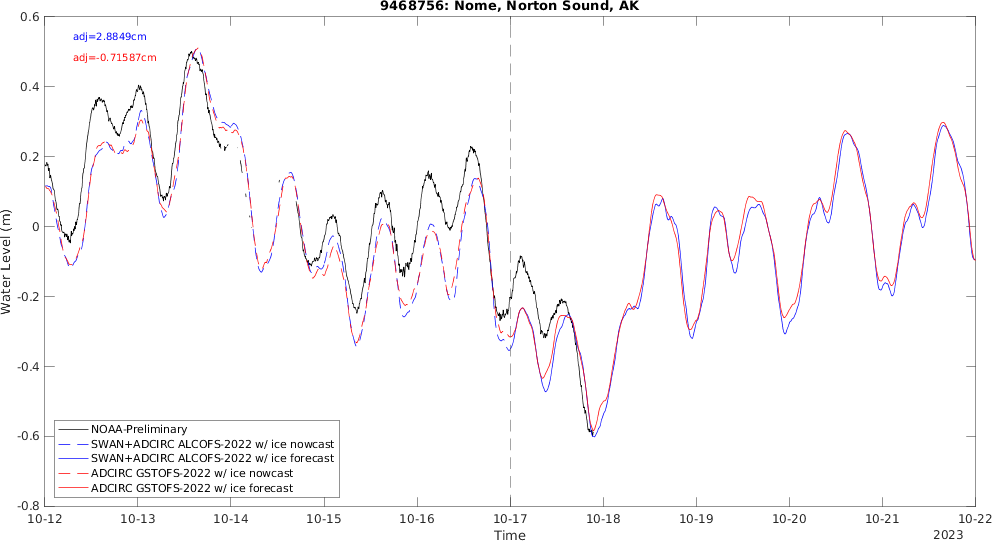 9468756: Nome, Norton Sound, AK
adj=2.8849cm
adj=-0.71587cm
0.6
0.4
0.2
0
-0.2
-0.4
-0.6
-0.8
Water Level (m)
NOAA-Preliminary
SWAN+ADCIRC ALCOFS-2022 w/ ice nowcast
SWAN+ADCIRC ALCOFS-2022 w/ ice forecast
ADCIRC GSTOFS-2022 w/ ice nowcast
ADCIRC GSTOFS-2022 w/ ice forecast
10-12 10-13 10-14 10-15 10-16 10-17 10-18 10-19 10-20 10-21 10-22
Time
2023